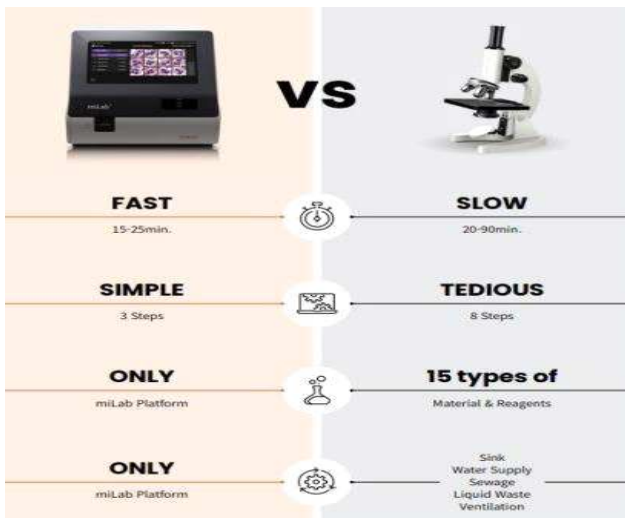 miLab
VS
FAST
SLOW
15-25min.
20-90min.
SIMPLE
TEDIOUS
3 Steps
8 Steps
ONLY
15 types of
miLab Platform
Material & Reagents
ONLY
miLab Platform
Sink
Water Supply
Sewage
Liquid Waste
Ventilation